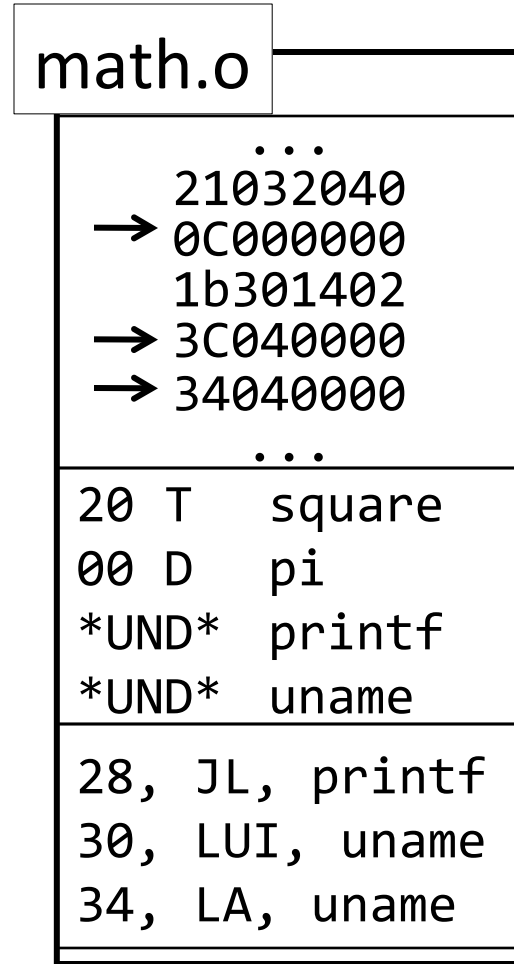 math.o
...
21032040
→ 0C000000
1b301402
→ 3C040000
→ 34040000
...
20 T square
00 D pi
*UND* printf
*UND* uname
28, JL, printf
30, LUI, uname
34, LA, uname